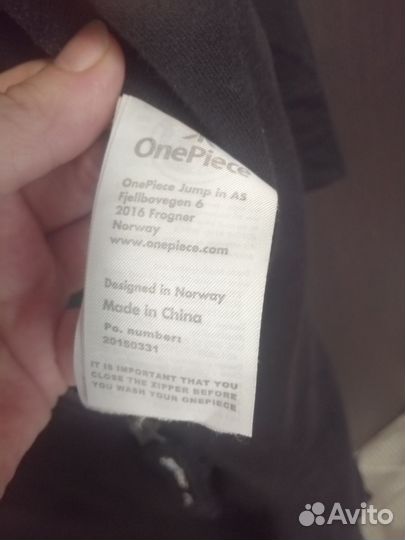 OnePiece
OnePiece Jump in AS
Fjellbovegen 6
2016 Frogner
Norway
www.onepiece.com
Designed in Norway
Made in China
Po. number:
20150331
IT IS IMPORTANT THAT YOU
CLOSE THE ZIPPER BEFORE
YOU WASH YOUR ONEPIECE
Avito